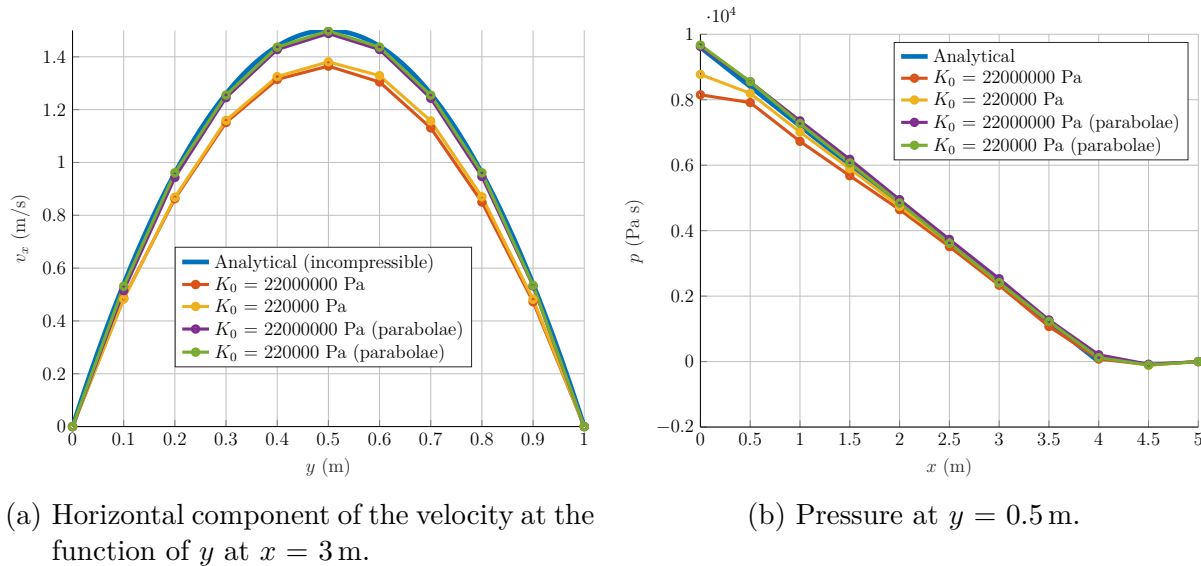 1.4
1.2
1
0.8
0.6
0.4
0.2
0
v_x (m/s)
Analytical (incompressible)
K_0 = 22000000 Pa
K_0 = 220000 Pa
K_0 = 22000000 Pa (parabolae)
K_0 = 220000 Pa (parabolae)
0 0.1 0.2 0.3 0.4 0.5 0.6 0.7 0.8 0.9 1
y (m)
(a) Horizontal component of the velocity at the
function of y at x = 3 m.
·10^4
1
0.8
0.6
0.4
0.2
0
−0.2
p (Pa s)
Analytical
K_0 = 22000000 Pa
K_0 = 220000 Pa
K_0 = 22000000 Pa (parabolae)
K_0 = 220000 Pa (parabolae)
0 0.5 1 1.5 2 2.5 3 3.5 4 4.5 5
x (m)
(b) Pressure at y = 0.5 m.